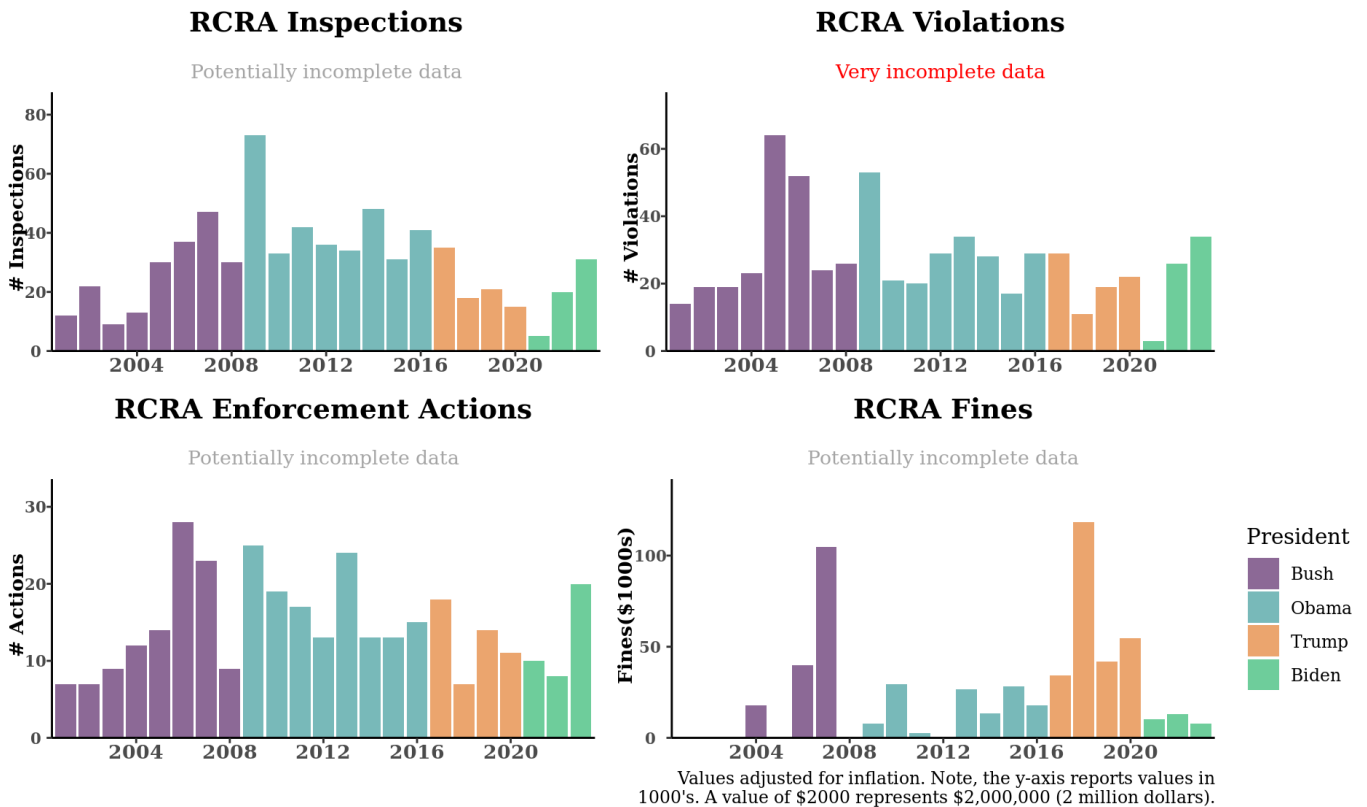 RCRA Inspections
Potentially incomplete data
# Inspections
80
60
40
20
0
2004 2008 2012 2016 2020
RCRA Violations
Very incomplete data
# Violations
60
40
20
0
2004 2008 2012 2016 2020
RCRA Enforcement Actions
Potentially incomplete data
# Actions
30
20
10
0
2004 2008 2012 2016 2020
RCRA Fines
Potentially incomplete data
Fines($1000s)
100
50
0
2004 2008 2012 2016 2020
President
Bush
Obama
Trump
Biden
Values adjusted for inflation. Note, the y-axis reports values in
1000's. A value of $2000 represents $2,000,000 (2 million dollars).